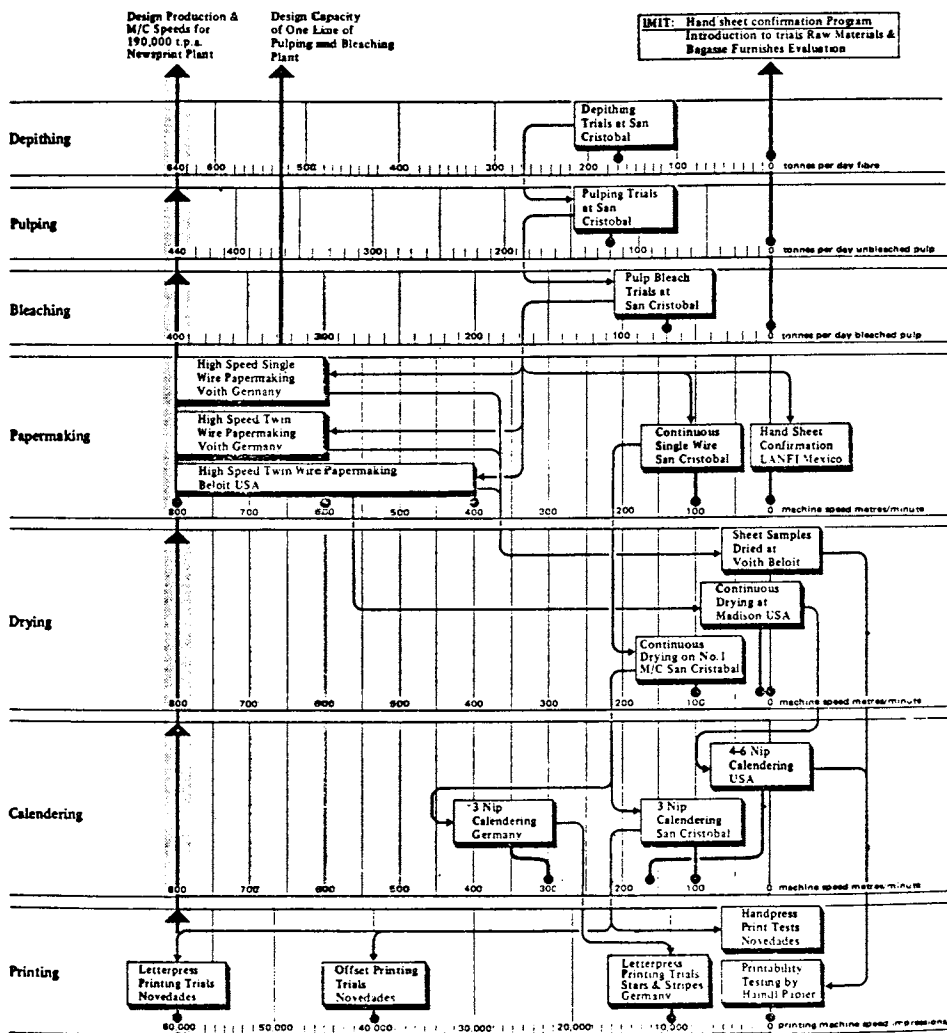 Design Production &
M/C Speeds for
190,000 t.p.a.
Newsprint Plant
Design Capacity
of One Line of
Pulping and Bleaching
Plant
IMIT: Hand sheet confirmation Program
Introduction to trials Raw Materials &
Bagasse Furnishes Evaluation
Depithing
Depithing
Trials at San
Cristobal
640 600 500 400 300 200 100 0 tonnes per day fibre
Pulping
Pulping Trials
at San
Cristobal
440 400 300 200 100 0 tonnes per day unbleached pulp
Bleaching
Pulp Bleach
Trials at
San Cristobal
400 300 200 100 0 tonnes per day bleached pulp
Papermaking
High Speed Single
Wire Papermaking
Voith Germany
High Speed Twin
Wire Papermaking
Voith Germany
High Speed Twin Wire Papermaking
Beloit USA
Continuous
Single Wire
San Cristobal
Hand Sheet
Confirmation
LANFI Mexico
800 700 600 500 400 300 200 100 0 machine speed metres/minute
Drying
Sheet Samples
Dried at
Voith Beloit
Continuous
Drying at
Madison USA
Continuous
Drying on No.1
M/C San Cristabal
800 700 600 500 400 300 200 100 0 machine speed metres/minute
Calendering
4-6 Nip
Calendering
USA
3 Nip
Calendering
Germany
3 Nip
Calendering
San Cristobal
800 700 600 500 400 300 200 100 0 machine speed metres/minute
Printing
Handpress
Print Tests
Novedades
Letterpress
Printing Trials
Novedades
Offset Printing
Trials
Novedades
Letterpress
Printing Trials
Stars & Stripes
Germany
Printability
Testing by
Haindl Papier
60,000 50,000 40,000 30,000 20,000 10,000 0 printing machine speed impressions